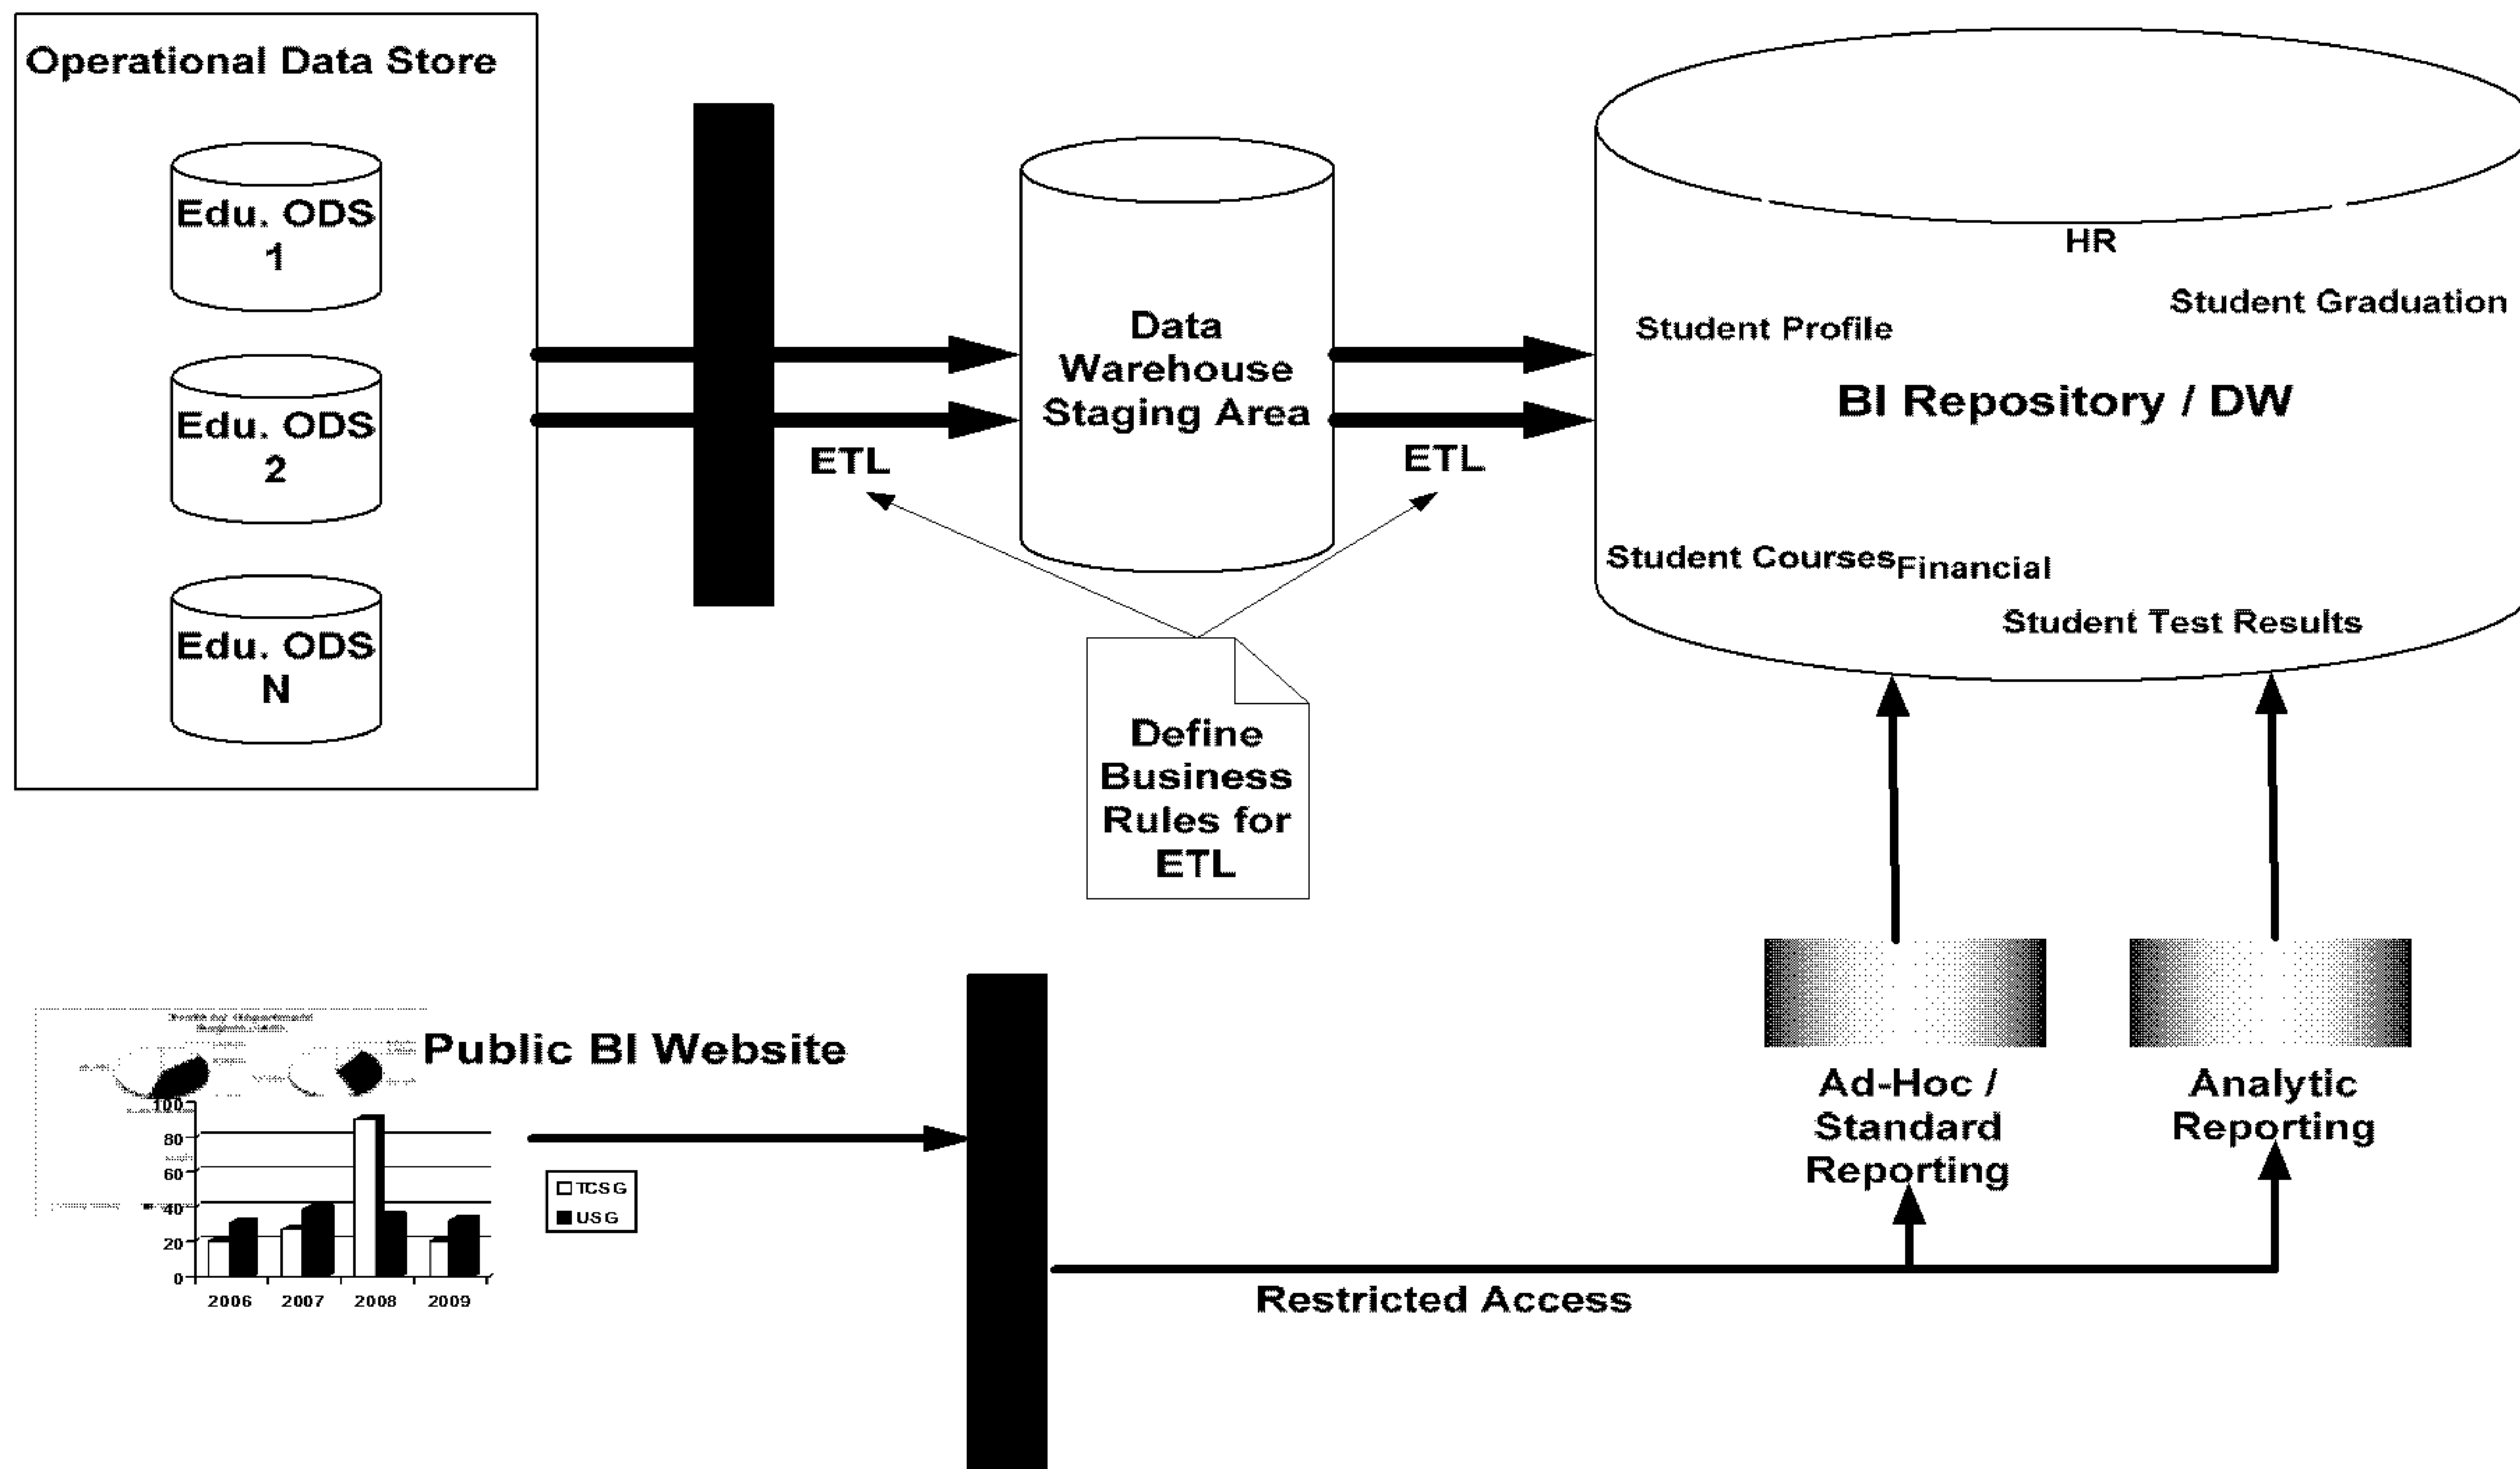 Operational Data Store
Edu. ODS
1
Edu. ODS
2
Edu. ODS
N
ETL
Data
Warehouse
Staging Area
ETL
Define
Business
Rules for
ETL
HR
Student Graduation
Student Profile
BI Repository / DW
Student Courses
Financial
Student Test Results
Public BI Website
100
80
60
40
20
0
2006 2007 2008 2009
TCSG
USG
Ad-Hoc /
Standard
Reporting
Analytic
Reporting
Restricted Access